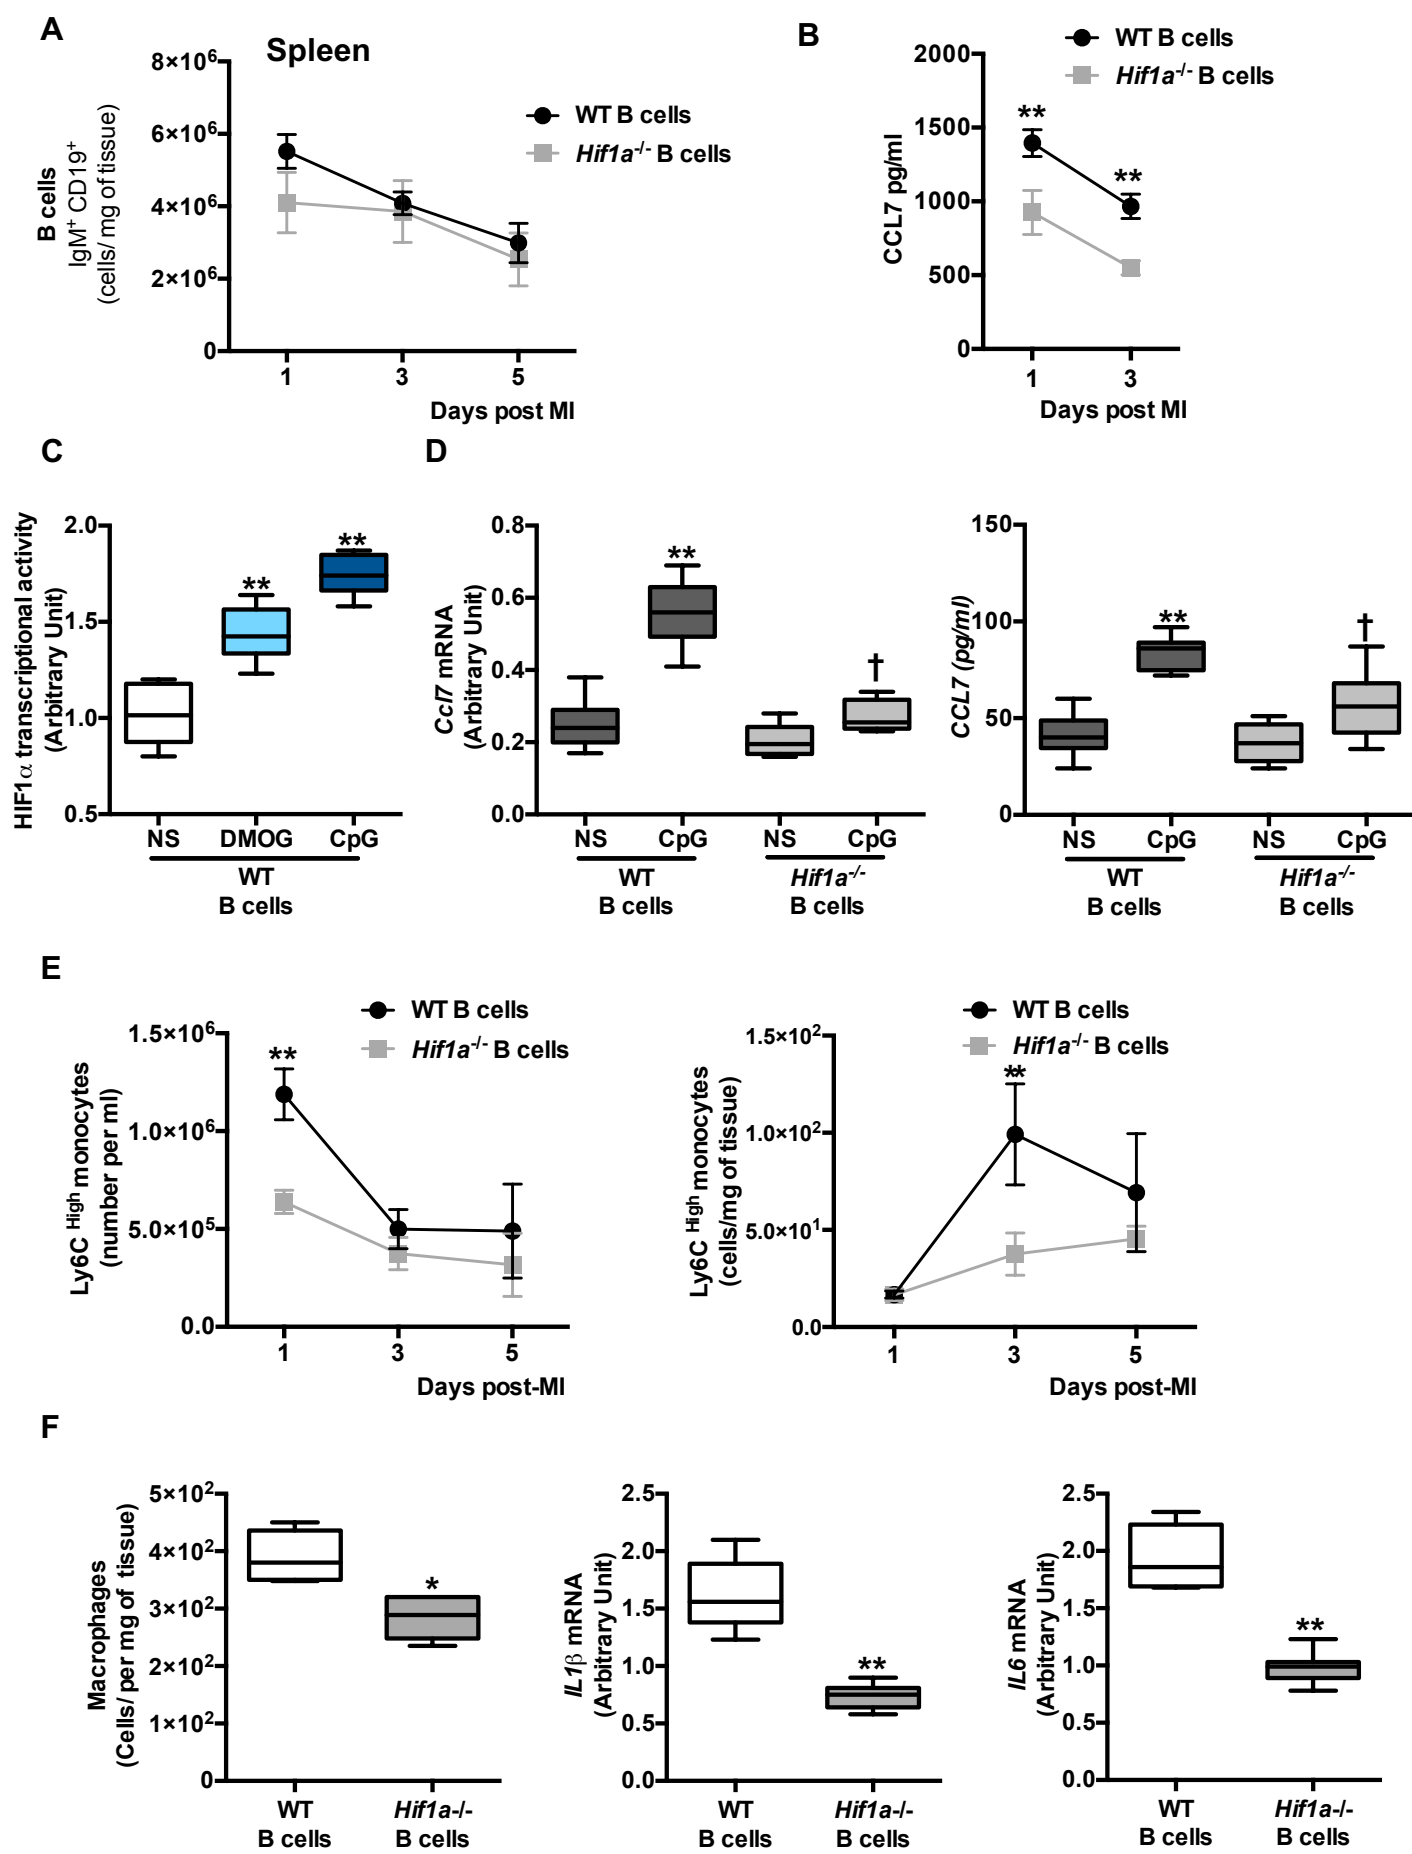 A
Spleen
8×10⁶
6×10⁶
4×10⁶
2×10⁶
0
B cells
IgM⁺ CD19⁺
(cells/ mg of tissue)
WT B cells
Hif1a⁻/⁻ B cells
1 3 5
Days post MI
B
WT B cells
Hif1a⁻/⁻ B cells
2000
1500
1000
500
0
CCL7 pg/ml
**
**
1 3
Days post MI
C
HIF1α transcriptional activity
(Arbitrary Unit)
2.0
1.5
1.0
0.5
**
**
NS DMOG CpG
WT
B cells
D
Ccl7 mRNA
(Arbitrary Unit)
0.8
0.6
0.4
0.2
0.0
**
†
NS CpG NS CpG
WT Hif1a⁻/⁻
B cells B cells
CCL7 (pg/ml)
150
100
50
0
**
†
NS CpG NS CpG
WT Hif1a⁻/⁻
B cells B cells
E
WT B cells
Hif1a⁻/⁻ B cells
Ly6C High monocytes
(number per ml)
1.5×10⁶
1.0×10⁶
5.0×10⁵
0.0
**
1 3 5
Days post-MI
WT B cells
Hif1a⁻/⁻ B cells
Ly6C High monocytes
(cells/mg of tissue)
1.5×10²
1.0×10²
5.0×10¹
0.0
**
1 3 5
Days post-MI
F
Macrophages
(Cells/ per mg of tissue)
5×10²
4×10²
3×10²
2×10²
1×10²
0
*
WT Hif1a-/-
B cells B cells
IL1β mRNA
(Arbitrary Unit)
2.5
2.0
1.5
1.0
0.5
0.0
**
WT Hif1a-/-
B cells B cells
IL6 mRNA
(Arbitrary Unit)
2.5
2.0
1.5
1.0
0.5
0.0
**
WT Hif1a-/-
B cells B cells